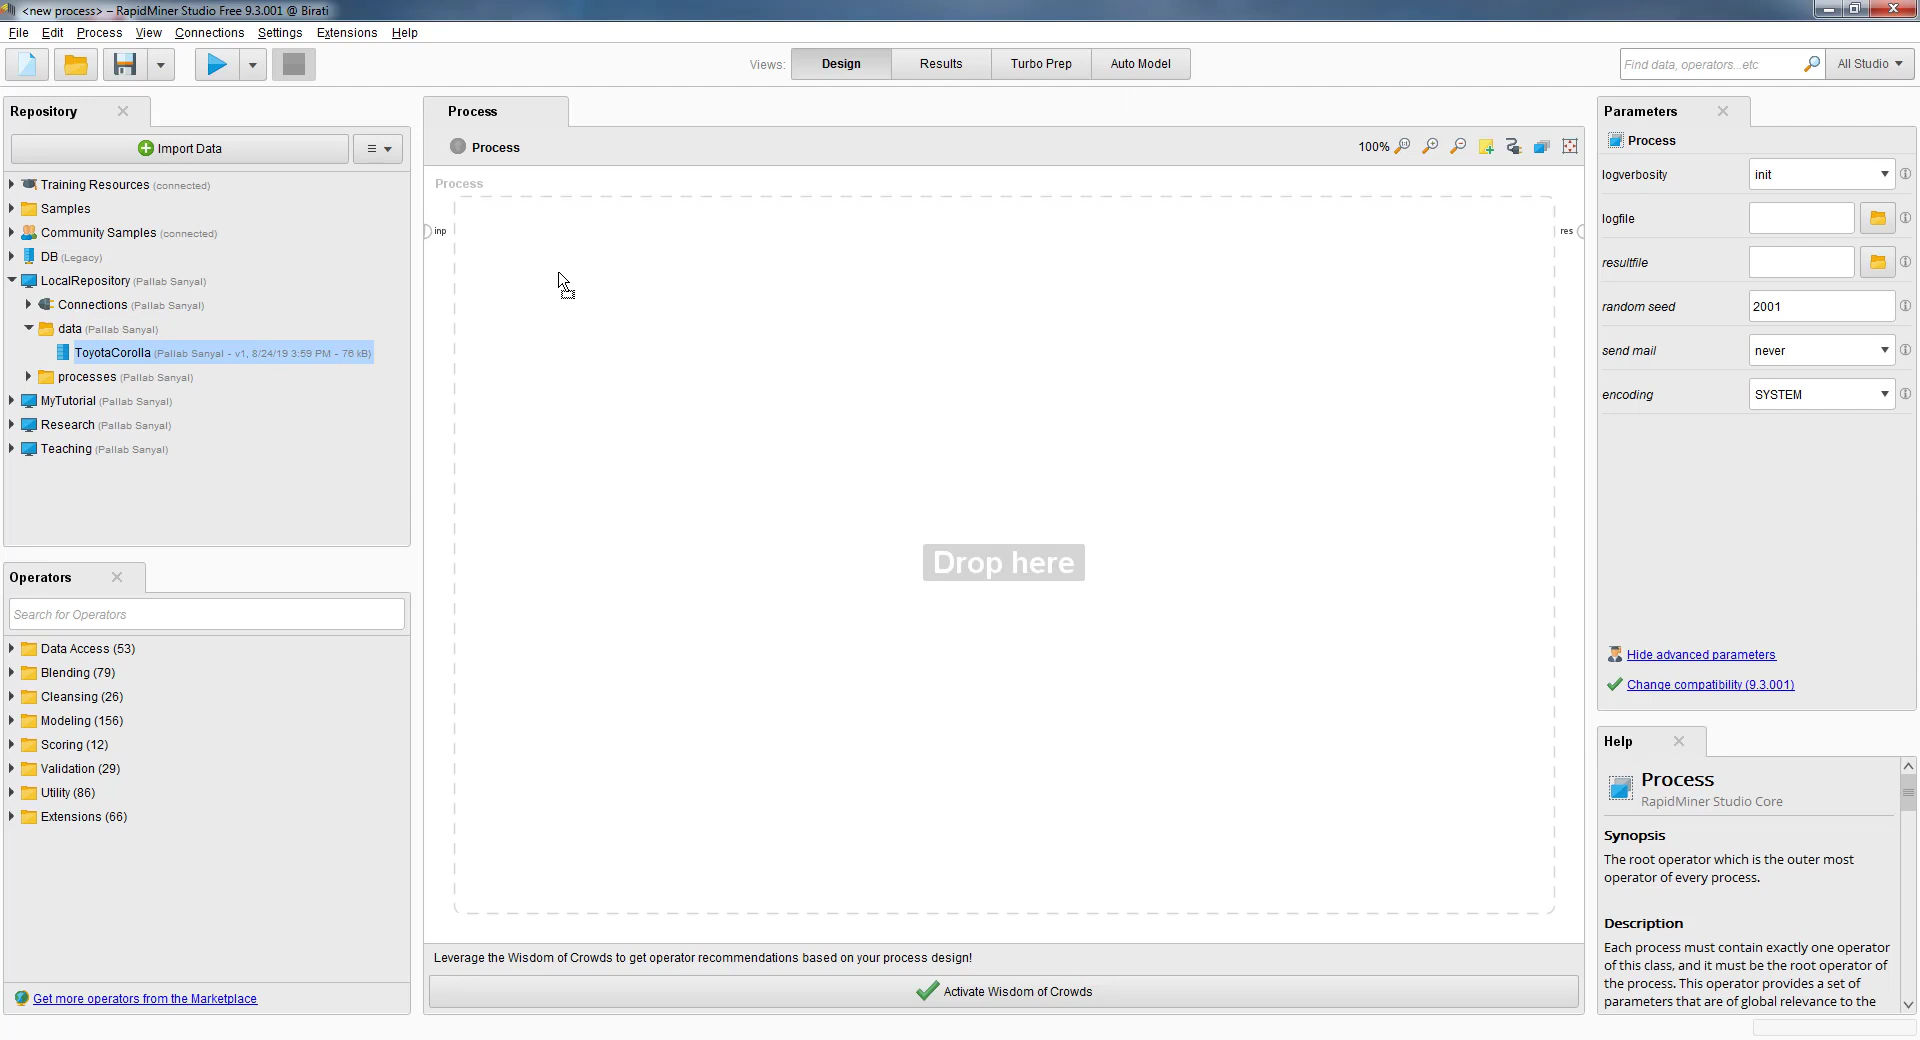 <new process> – RapidMiner Studio Free 9.3.001 @ Birati
File Edit Process View Connections Settings Extensions Help
Views: Design Results Turbo Prep Auto Model
Find data, operators...etc All Studio
Repository
Import Data
Training Resources (connected)
Samples
Community Samples (connected)
DB (Legacy)
LocalRepository (Pallab Sanyal)
Connections (Pallab Sanyal)
data (Pallab Sanyal)
ToyotaCorolla (Pallab Sanyal - v1, 8/24/19 3:59 PM - 76 kB)
processes (Pallab Sanyal)
MyTutorial (Pallab Sanyal)
Research (Pallab Sanyal)
Teaching (Pallab Sanyal)
Operators
Search for Operators
Data Access (53)
Blending (79)
Cleansing (26)
Modeling (156)
Scoring (12)
Validation (29)
Utility (86)
Extensions (66)
Get more operators from the Marketplace
Process
Process
100%
Process
inp
res
Drop here
Leverage the Wisdom of Crowds to get operator recommendations based on your process design!
Activate Wisdom of Crowds
Parameters
Process
logverbosity init
logfile
resultfile
random seed 2001
send mail never
encoding SYSTEM
Hide advanced parameters
Change compatibility (9.3.001)
Help
Process
RapidMiner Studio Core
Synopsis
The root operator which is the outer most
operator of every process.
Description
Each process must contain exactly one operator
of this class, and it must be the root operator of
the process. This operator provides a set of
parameters that are of global relevance to the